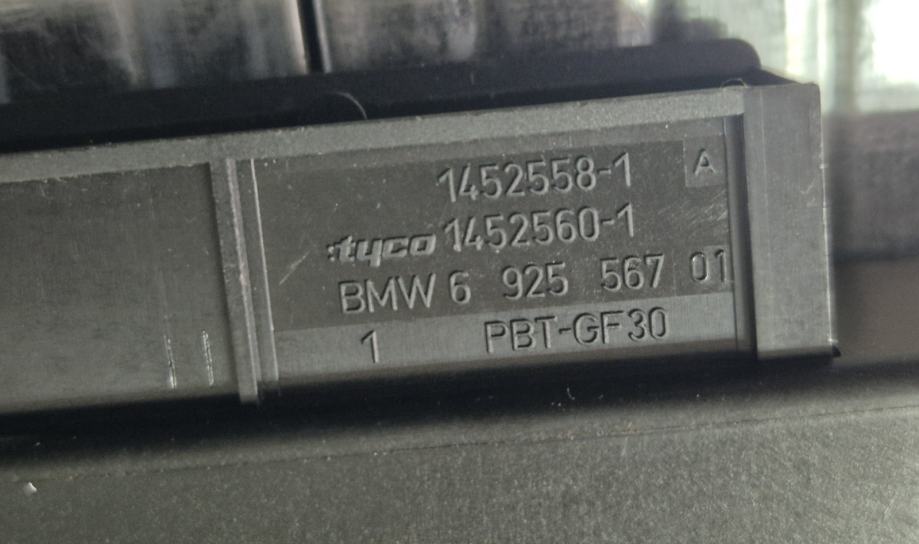 1452558-1 A
tyco 1452560-1
BMW 6 925 567 01
1 PBT-GF30